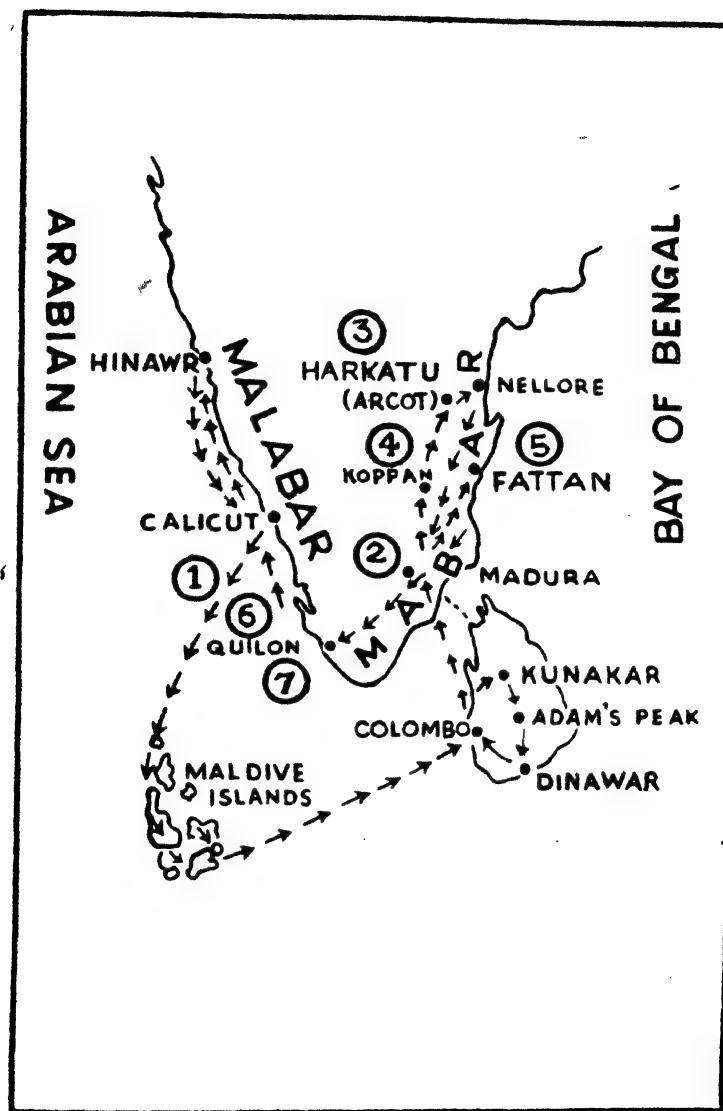 ARABIAN SEA
BAY OF BENGAL
3
HINAWR
MALABAR
HARKATU
(ARCOT)
NELLORE
4
5
KOPPAN
FATTAN
CALICUT
2
MABAR
MADURA
1
6
QUILON
7
KUNAKAR
COLOMBO
ADAM'S PEAK
MALDIVE
ISLANDS
DINAWAR